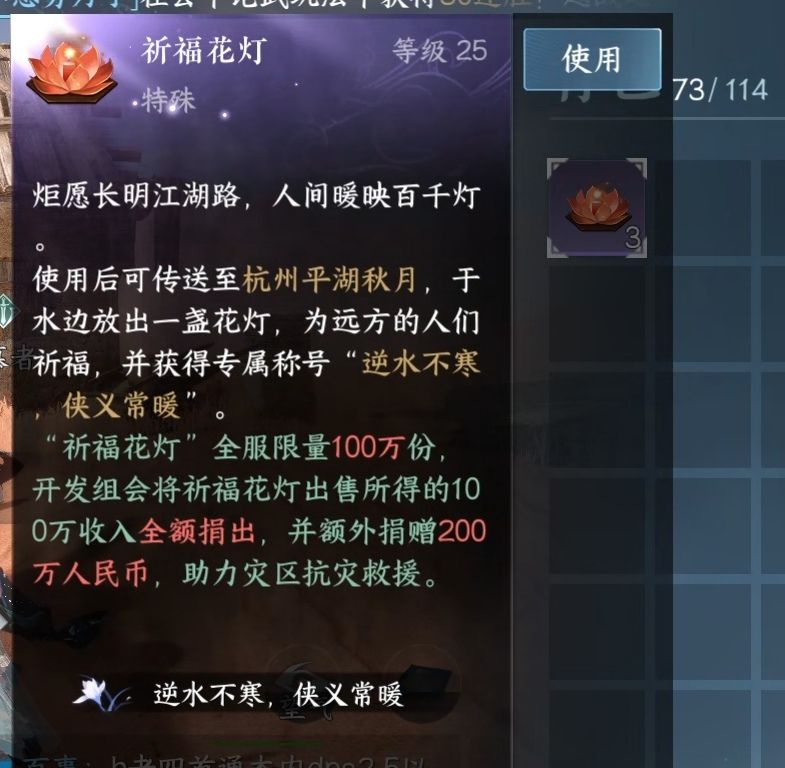 祈福花灯
等级 25
使用
特殊
73/114
炬愿长明江湖路，人间暖映百千灯
。
使用后可传送至杭州平湖秋月，于
水边放出一盏花灯，为远方的人们
祈福，并获得专属称号“逆水不寒
，侠义常暖”。
“祈福花灯”全服限量100万份，
开发组会将祈福花灯出售所得的10
0万收入全额捐出，并额外捐赠200
万人民币，助力灾区抗灾救援。
3
逆水不寒，侠义常暖